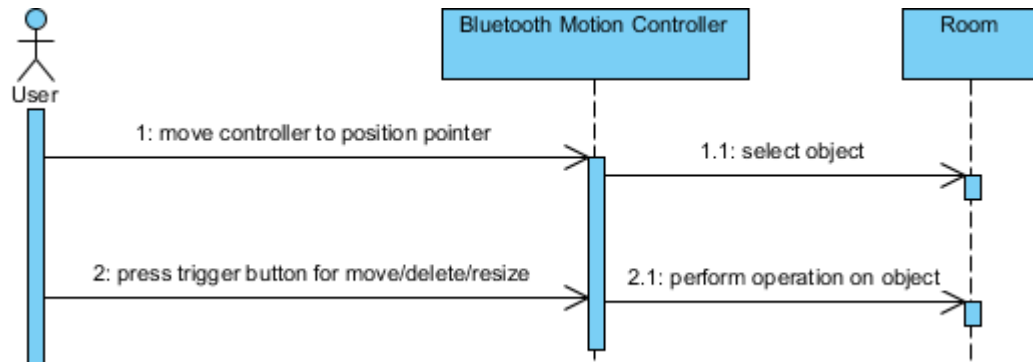 Bluetooth Motion Controller
Room
User
1: move controller to position pointer
1.1: select object
2: press trigger button for move/delete/resize
2.1: perform operation on object